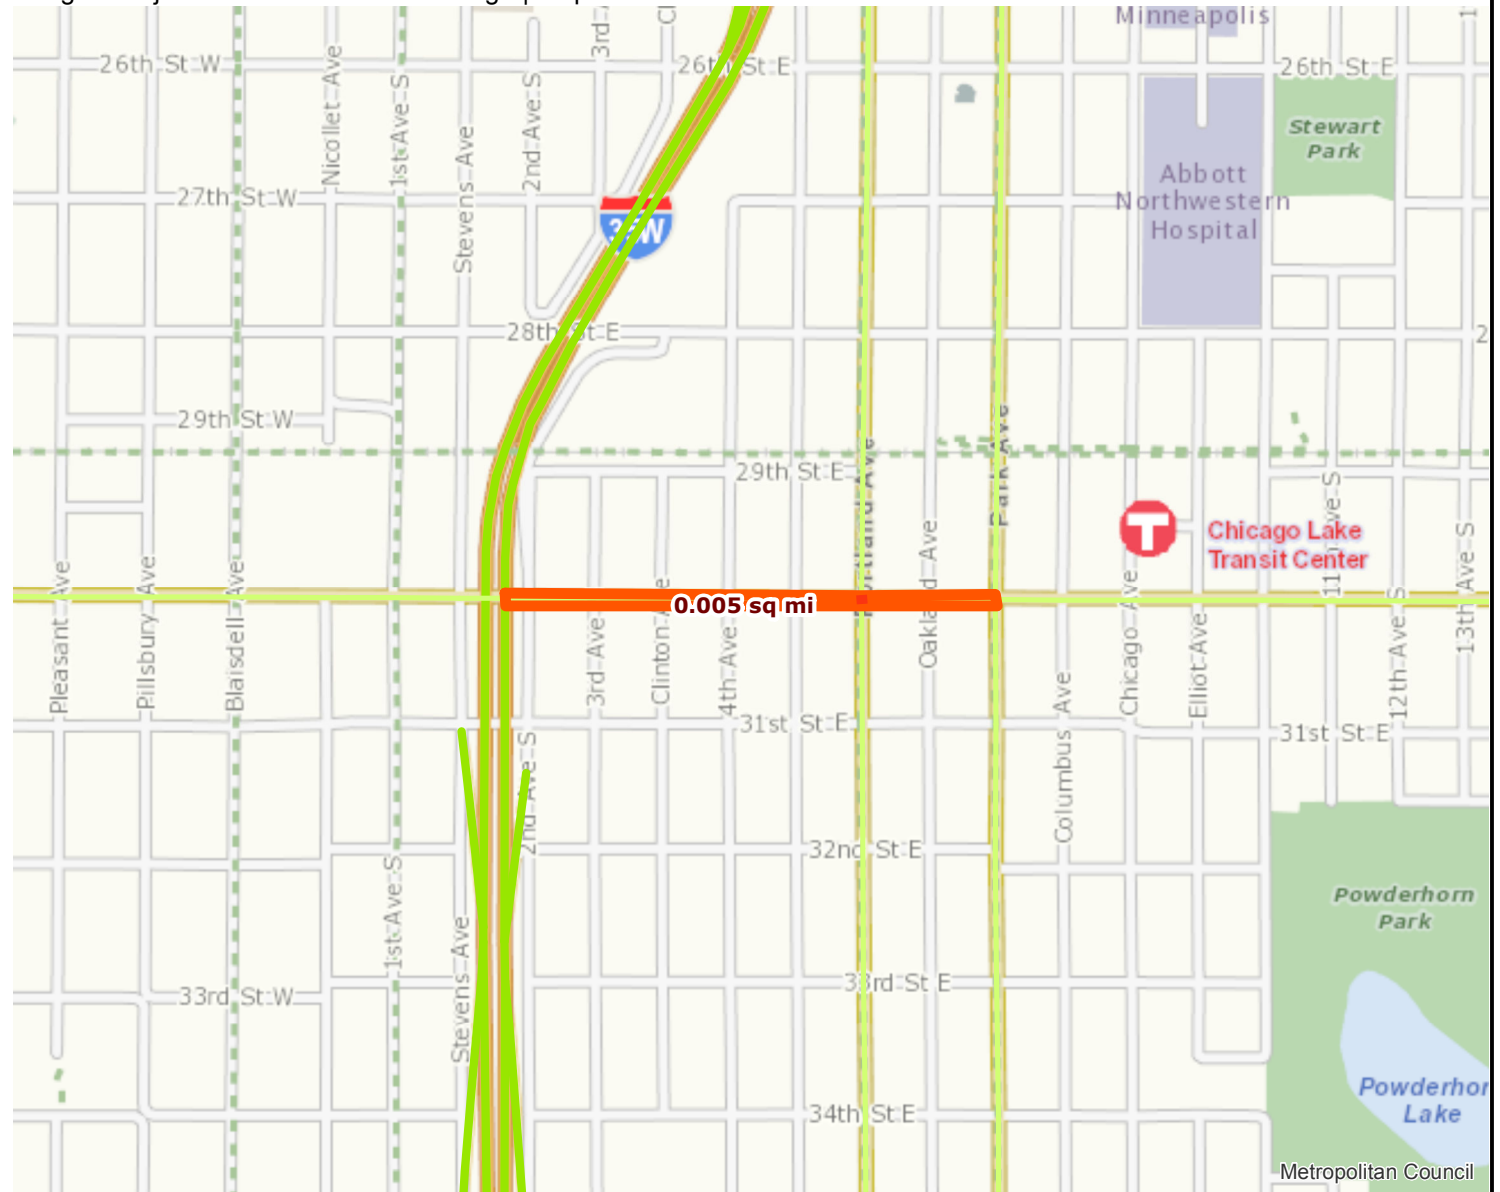 Minneapolis
26th St W
26th St E
26th St E
Nicollet Ave
1st Ave S
Stevens Ave
2nd Ave S
Stewart
Park
Abbott
Northwestern
Hospital
27th St W
28th St E
29th St W
29th St E
Portland Ave
Park Ave
Chicago Lake
Transit Center
T
Pleasant Ave
Pillsbury Ave
Blaisdell Ave
0.005 sq mi
3rd Ave
4th Ave
Oakland Ave
Chicago Ave
Elliot Ave
12th Ave S
13th Ave S
31st St E
31st St E
2nd Ave S
Columbus Ave
32nd St E
1st Ave S
Stevens Ave
Powderhorn
Park
33rd St W
33rd St E
34th St E
Lake
Metropolitan Council